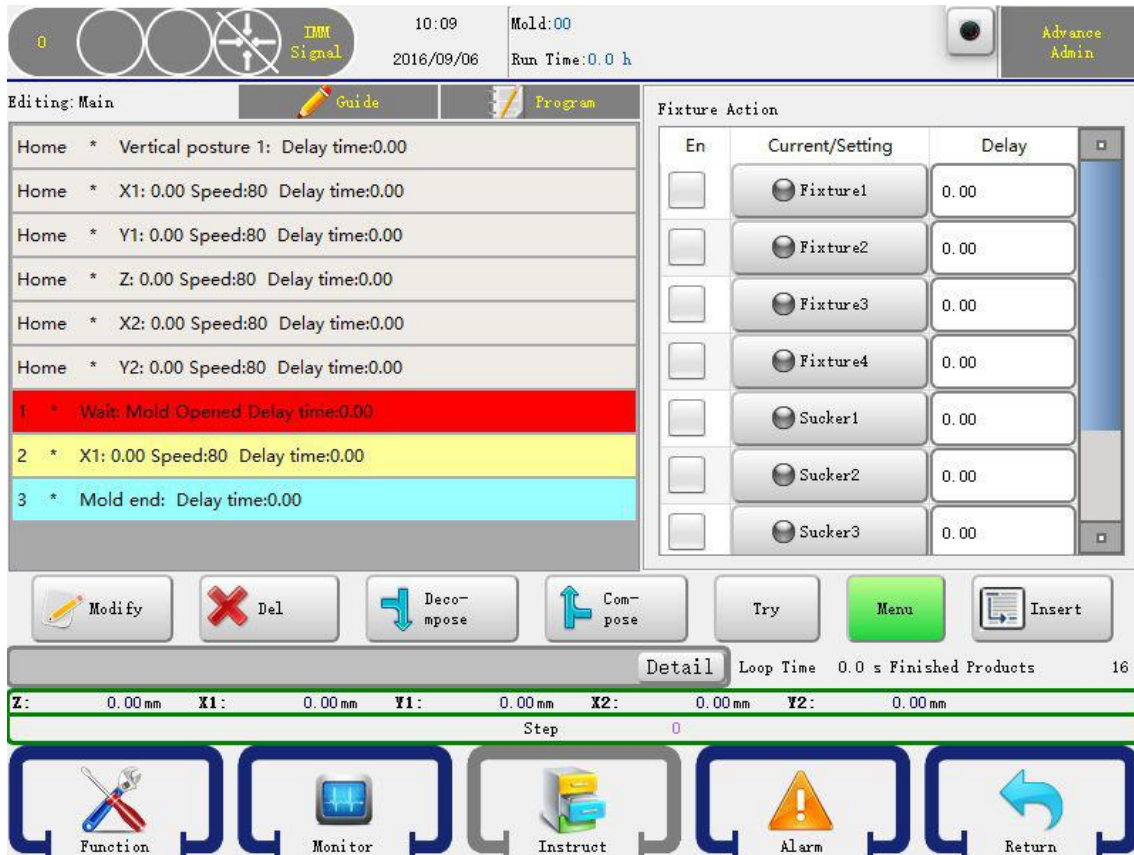 0
IMM
Signal
10:09
2016/09/06
Mold:00
Run Time:0.0 h
Advance
Admin
Editing:Main
Guide
Program
Home * Vertical posture 1: Delay time:0.00
Home * X1: 0.00 Speed:80 Delay time:0.00
Home * Y1: 0.00 Speed:80 Delay time:0.00
Home * Z: 0.00 Speed:80 Delay time:0.00
Home * X2: 0.00 Speed:80 Delay time:0.00
Home * Y2: 0.00 Speed:80 Delay time:0.00
1 * Wait: Mold Opened Delay time:0.00
2 * X1: 0.00 Speed:80 Delay time:0.00
3 * Mold end: Delay time:0.00
Fixture Action
En Current/Setting Delay
Fixture1 0.00
Fixture2 0.00
Fixture3 0.00
Fixture4 0.00
Sucker1 0.00
Sucker2 0.00
Sucker3 0.00
Modify
Del
Deco-
mpose
Com-
pose
Try
Menu
Insert
Detail
Loop Time 0.0 s Finished Products 16
Z: 0.00mm X1: 0.00mm Y1: 0.00mm X2: 0.00mm Y2: 0.00mm
Step 0
Function
Monitor
Instruct
Alarm
Return